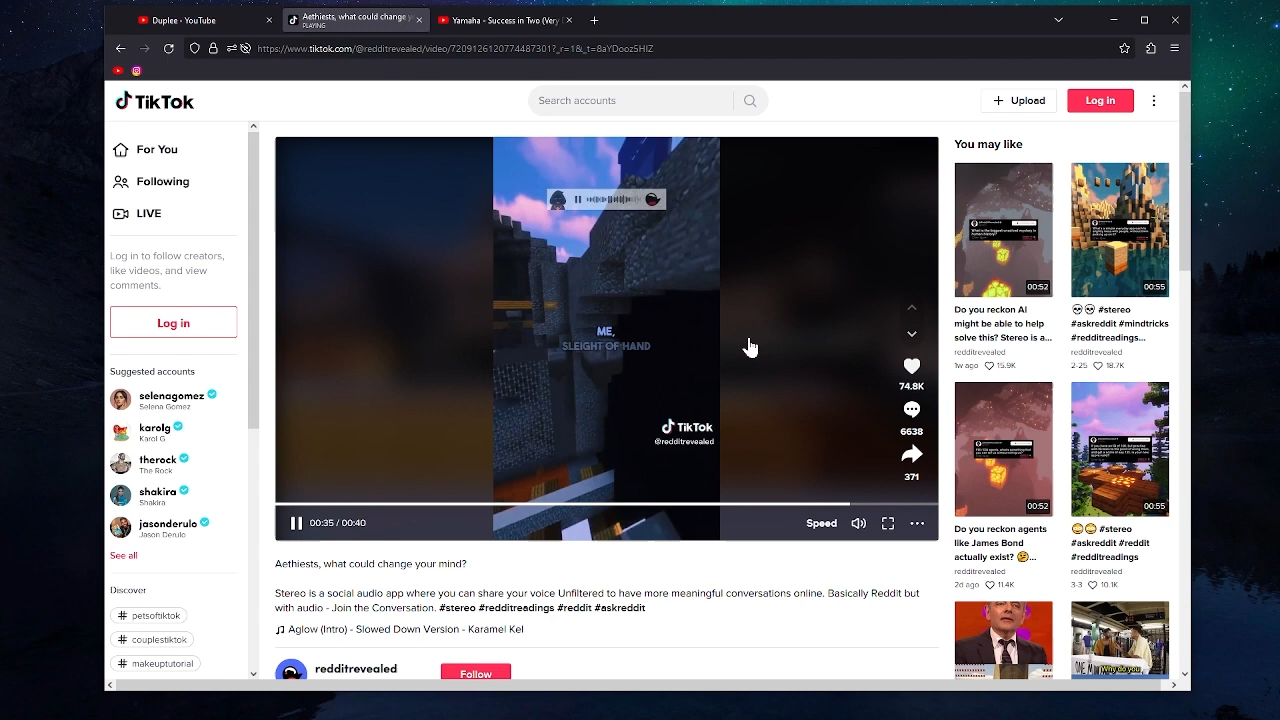 Duplee - YouTube
Aethiests, what could change y
PLAYING
Yamaha - Success in Two (Very
https://www.tiktok.com/@redditrevealed/video/7209126120774487301?_r=1&_t=8aYDooz5HIZ
TikTok
Search accounts
Upload
Log in
For You
Following
LIVE
Log in to follow creators,
like videos, and view
comments.
Log in
Suggested accounts
selenagomez
Selena Gomez
karolg
Karol G
therock
The Rock
shakira
Shakira
jasonderulo
Jason Derulo
See all
Discover
# petsoftiktok
# couplestiktok
# makeuptutorial
ME,
SLEIGHT OF HAND
TikTok
@redditrevealed
74.8K
6638
371
00:35 / 00:40
Speed
Aethiests, what could change your mind?
Stereo is a social audio app where you can share your voice Unfiltered to have more meaningful conversations online. Basically Reddit but
with audio - Join the Conversation. #stereo #redditreadings #reddit #askreddit
Aglow (Intro) - Slowed Down Version - Karamel Kel
redditrevealed
Follow
You may like
00:52
Do you reckon AI
might be able to help
solve this? Stereo is a...
redditrevealed
1w ago 15.9K
00:55
💀💀 #stereo
#askreddit #mindtricks
#redditreadings...
redditrevealed
2-25 18.7K
00:52
Do you reckon agents
like James Bond
actually exist? 🤔...
redditrevealed
2d ago 11.4K
00:55
#stereo
#askreddit #reddit
#redditreadings
redditrevealed
3-3 10.1K
Why do you